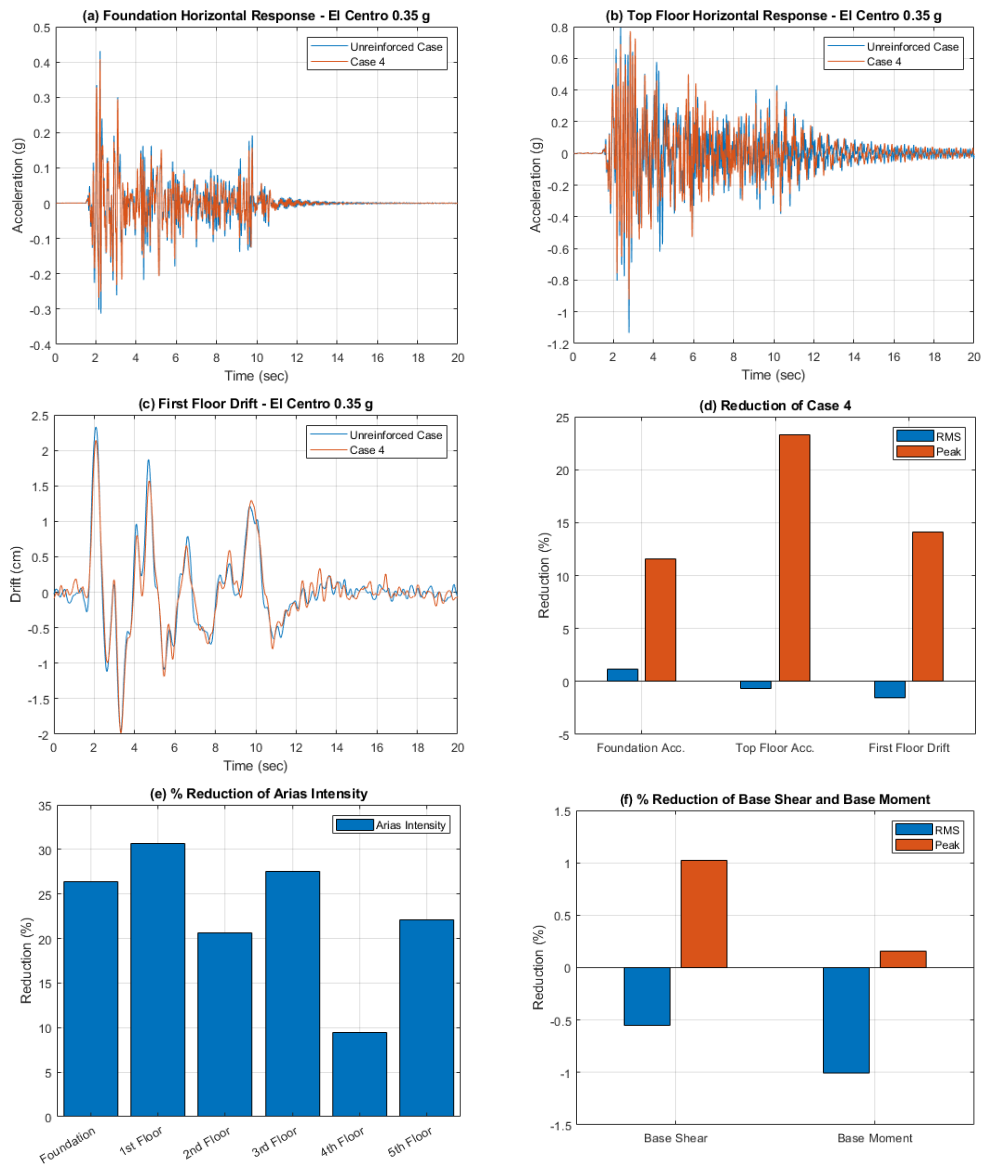 (a) Foundation Horizontal Response - El Centro 0.35 g
Unreinforced Case
Case 4
Acceleration (g)
0.5
0.4
0.3
0.2
0.1
0
-0.1
-0.2
-0.3
-0.4
0 2 4 6 8 10 12 14 16 18 20
Time (sec)
(b) Top Floor Horizontal Response - El Centro 0.35 g
Unreinforced Case
Case 4
Acceleration (g)
0.8
0.6
0.4
0.2
0
-0.2
-0.4
-0.6
-0.8
-1
-1.2
0 2 4 6 8 10 12 14 16 18 20
Time (sec)
(c) First Floor Drift - El Centro 0.35 g
Unreinforced Case
Case 4
Drift (cm)
2.5
2
1.5
1
0.5
0
-0.5
-1
-1.5
-2
0 2 4 6 8 10 12 14 16 18 20
Time (sec)
(d) Reduction of Case 4
RMS
Peak
Reduction (%)
25
20
15
10
5
0
-5
Foundation Acc. Top Floor Acc. First Floor Drift
(e) % Reduction of Arias Intensity
Arias Intensity
Reduction (%)
35
30
25
20
15
10
5
0
Foundation 1st Floor 2nd Floor 3rd Floor 4th Floor 5th Floor
(f) % Reduction of Base Shear and Base Moment
RMS
Peak
Reduction (%)
1.5
1
0.5
0
-0.5
-1
-1.5
Base Shear Base Moment